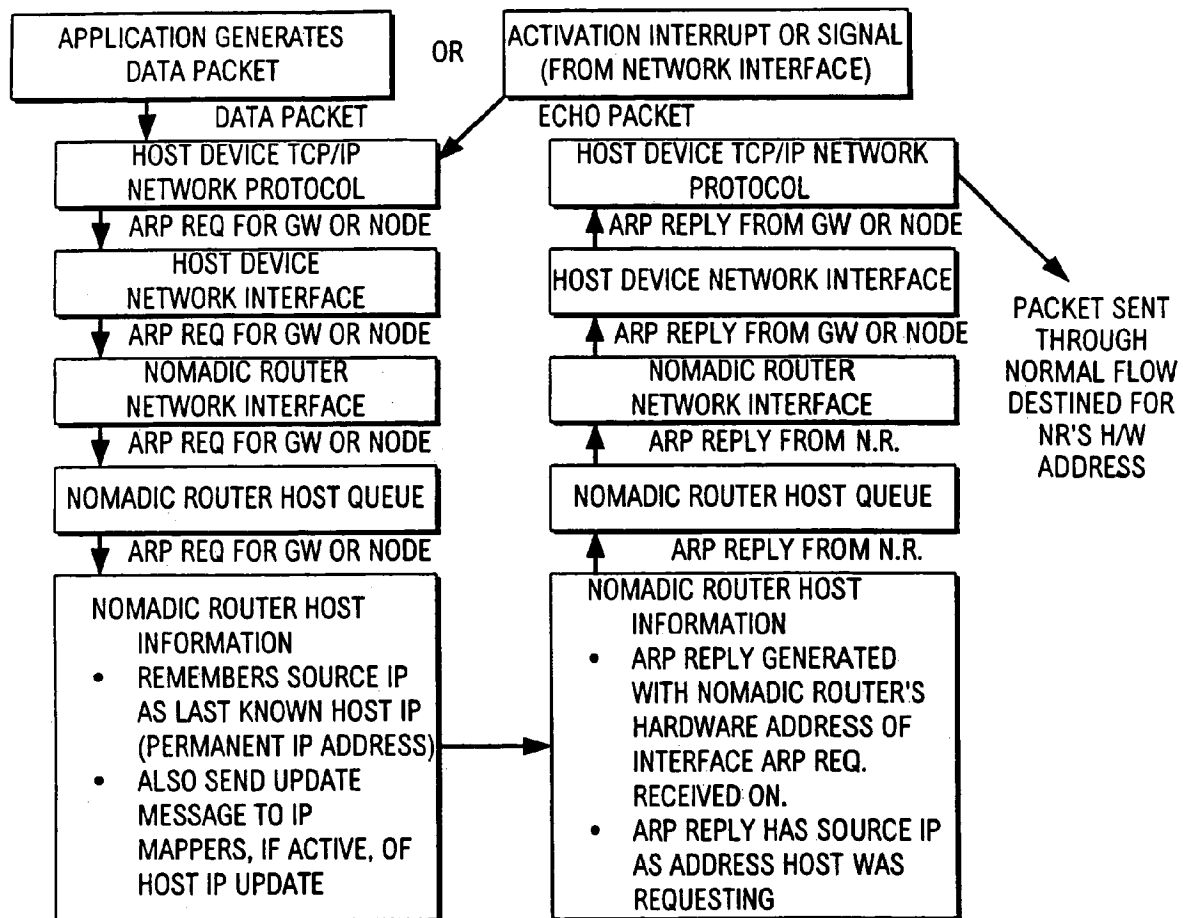 APPLICATION GENERATES
DATA PACKET
OR
ACTIVATION INTERRUPT OR SIGNAL
(FROM NETWORK INTERFACE)
DATA PACKET
ECHO PACKET
HOST DEVICE TCP/IP
NETWORK PROTOCOL
ARP REQ FOR GW OR NODE
HOST DEVICE
NETWORK INTERFACE
ARP REQ FOR GW OR NODE
NOMADIC ROUTER
NETWORK INTERFACE
ARP REQ FOR GW OR NODE
NOMADIC ROUTER HOST QUEUE
ARP REQ FOR GW OR NODE
NOMADIC ROUTER HOST
INFORMATION
• REMEMBERS SOURCE IP
AS LAST KNOWN HOST IP
(PERMANENT IP ADDRESS)
• ALSO SEND UPDATE
MESSAGE TO IP
MAPPERS, IF ACTIVE, OF
HOST IP UPDATE
HOST DEVICE TCP/IP NETWORK
PROTOCOL
ARP REPLY FROM GW OR NODE
HOST DEVICE NETWORK INTERFACE
ARP REPLY FROM GW OR NODE
NOMADIC ROUTER
NETWORK INTERFACE
ARP REPLY FROM N.R.
NOMADIC ROUTER HOST QUEUE
ARP REPLY FROM N.R.
NOMADIC ROUTER HOST
INFORMATION
• ARP REPLY GENERATED
WITH NOMADIC ROUTER'S
HARDWARE ADDRESS OF
INTERFACE ARP REQ.
RECEIVED ON.
• ARP REPLY HAS SOURCE IP
AS ADDRESS HOST WAS
REQUESTING
PACKET SENT
THROUGH
NORMAL FLOW
DESTINED FOR
NR'S H/W
ADDRESS